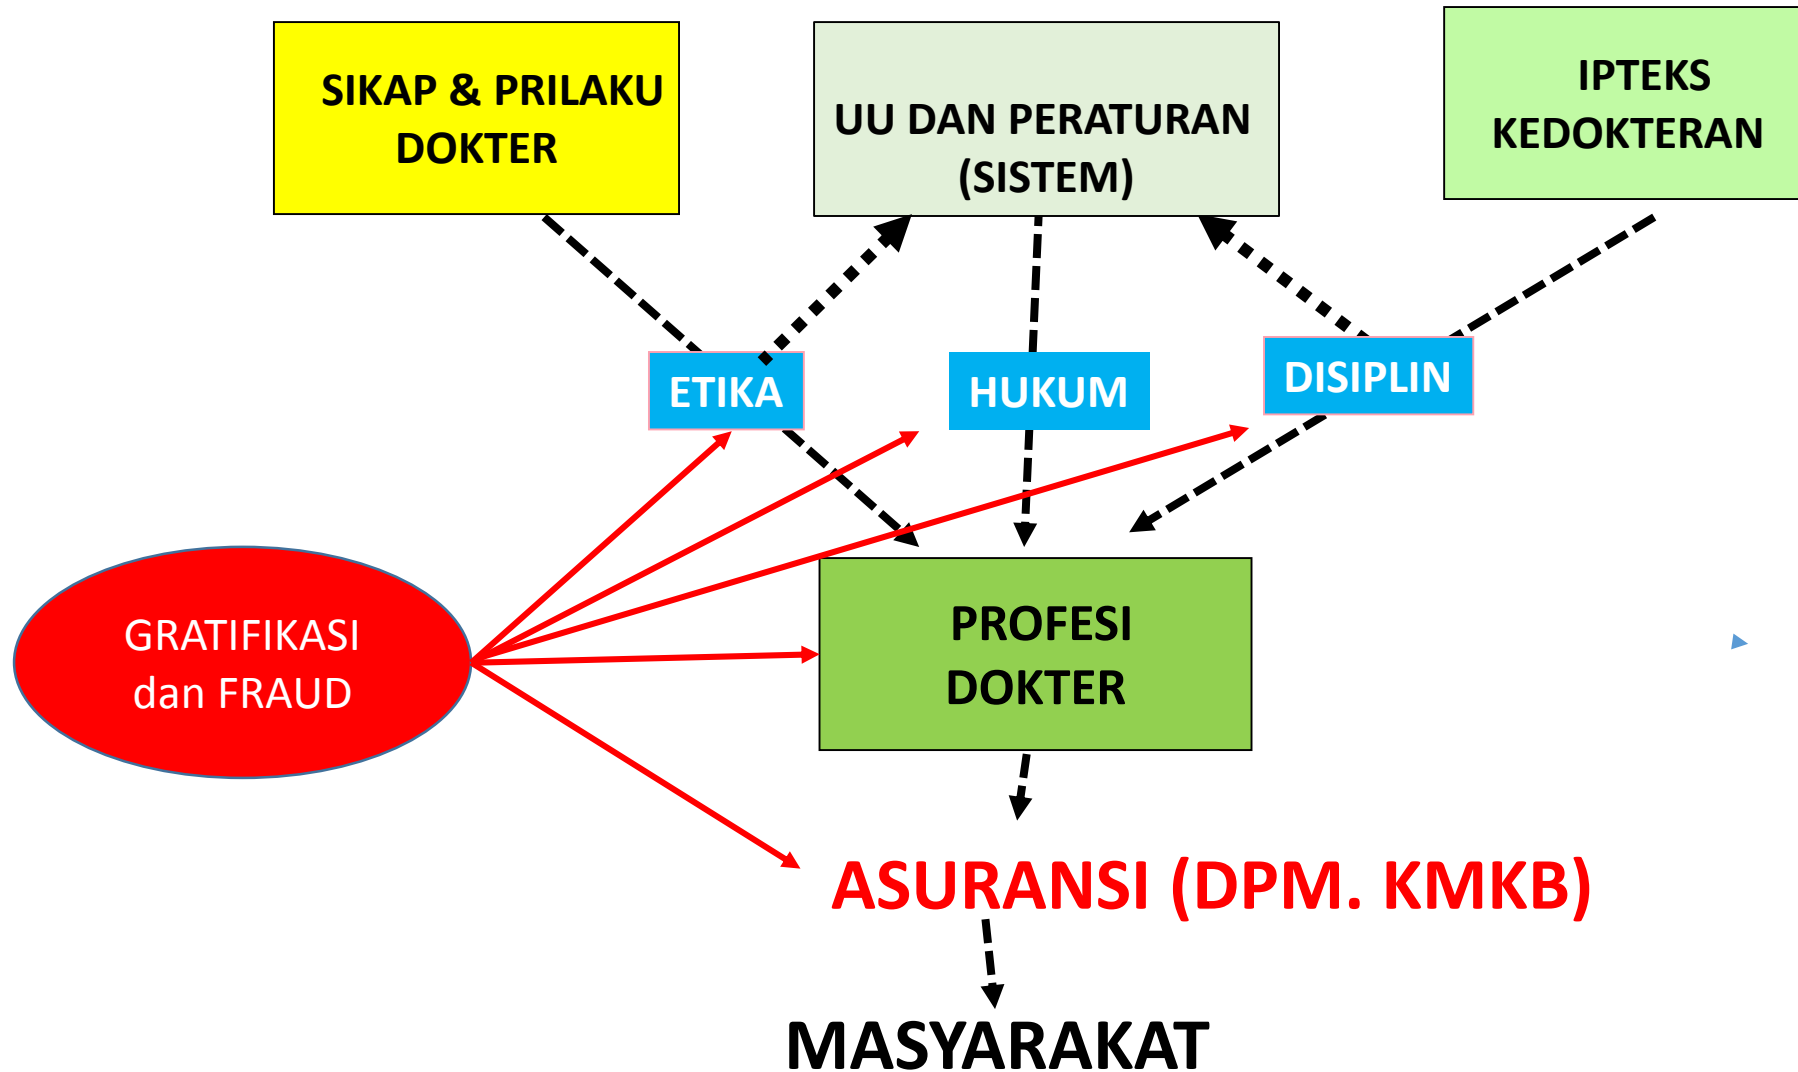 SIKAP & PRILAKU
DOKTER
UU DAN PERATURAN
(SISTEM)
IPTEKS
KEDOKTERAN
ETIKA
HUKUM
DISIPLIN
GRATIFIKASI
dan FRAUD
PROFESI
DOKTER
ASURANSI (DPM. KMKB)
MASYARAKAT